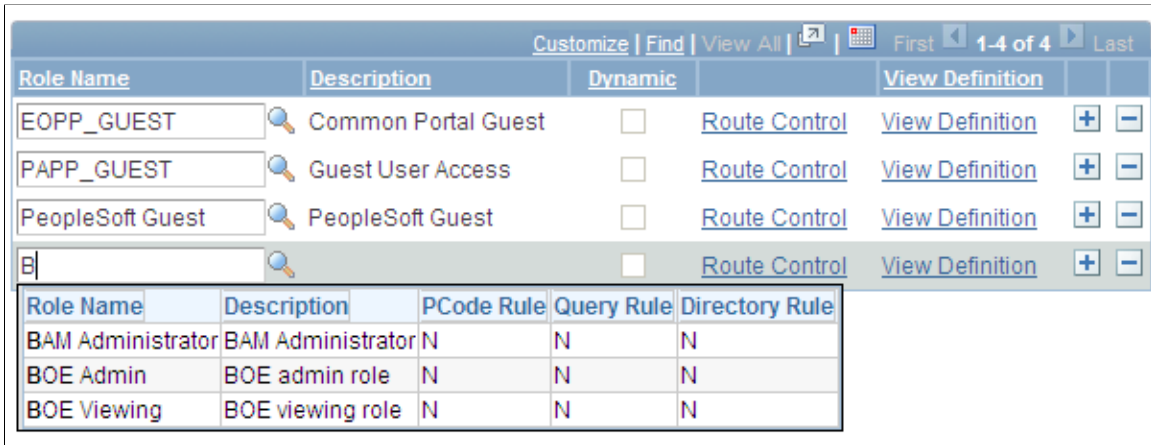 Customize | Find | View All | | First 1-4 of 4 Last
Role Name Description Dynamic View Definition
EOPP_GUEST Common Portal Guest Route Control View Definition + −
PAPP_GUEST Guest User Access Route Control View Definition + −
PeopleSoft Guest PeopleSoft Guest Route Control View Definition + −
B Route Control View Definition + −
Role Name Description PCode Rule Query Rule Directory Rule
BAM Administrator BAM Administrator N N N
BOE Admin BOE admin role N N N
BOE Viewing BOE viewing role N N N